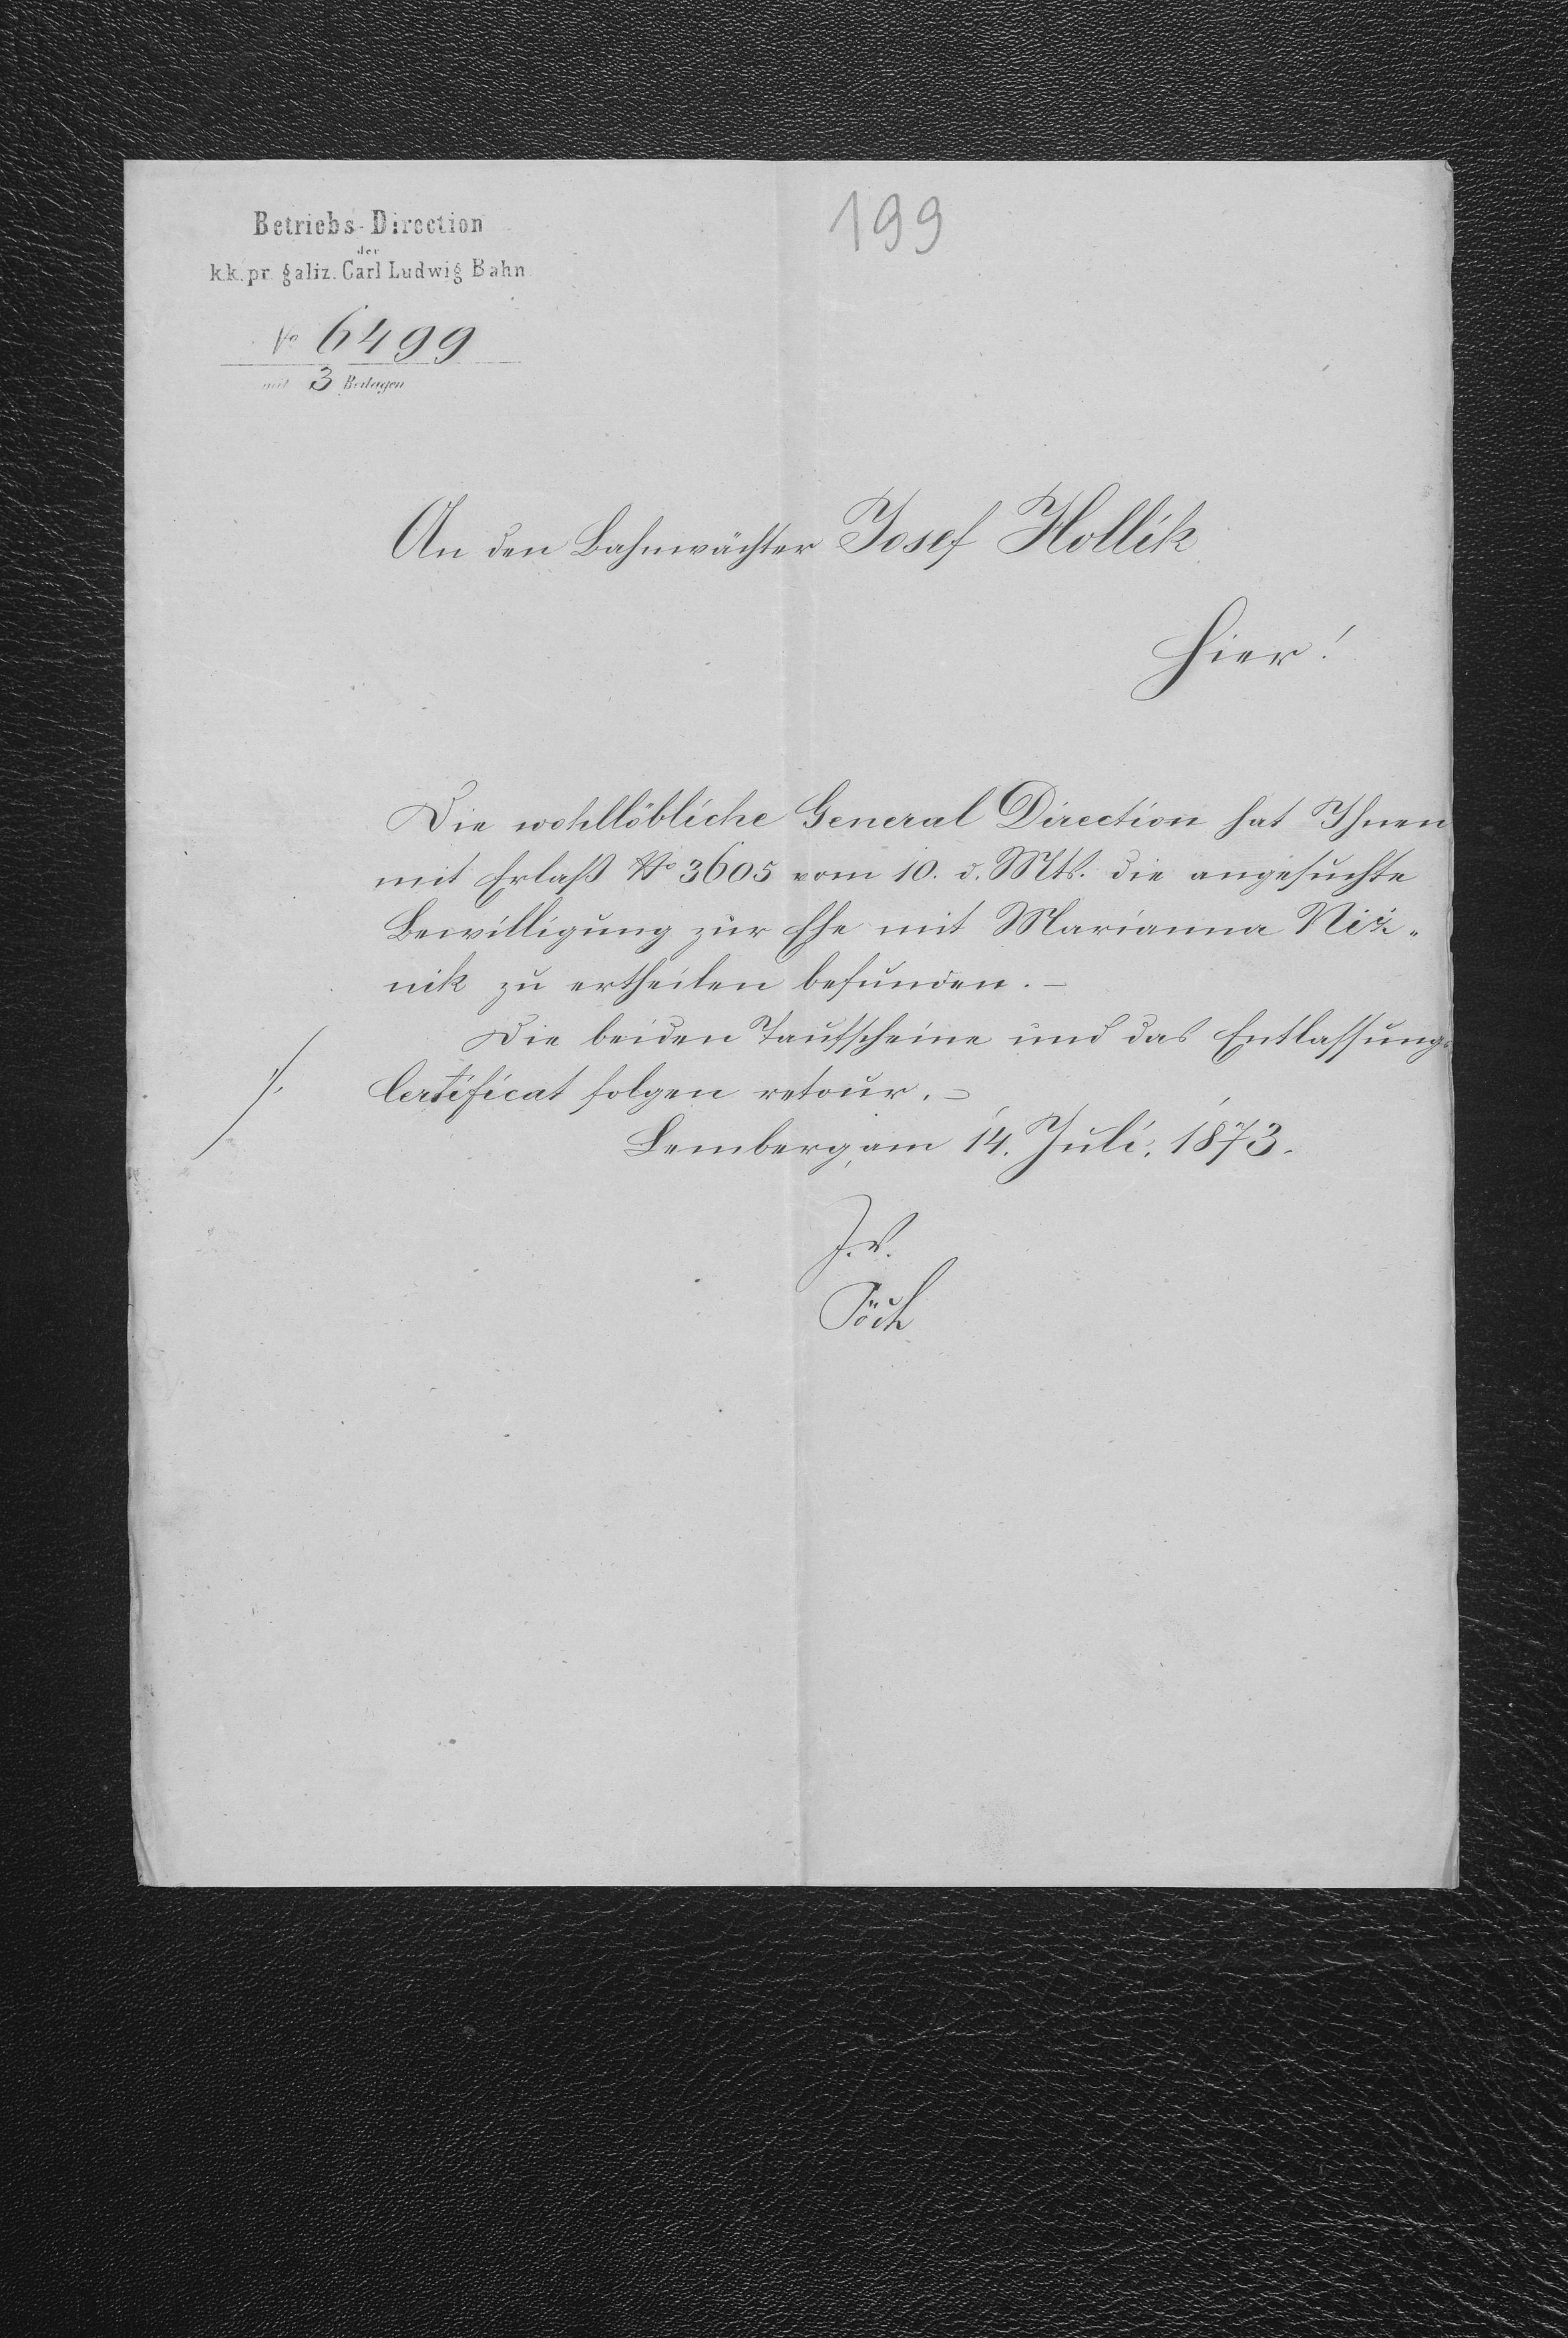 199
Betriebs-Direction
der
k.k. pr. galiz. Carl Ludwig Bahn
No 6499
mit 3 Beilagen
An den Bahnwächter Josef Hollik
Hier!
Die wohllöbliche General Direction hat Ihnen
mit Erlaß No 3605 vom 10. d. Mts. die angesuchte
Bewilligung zur Ehe mit Marianna Niż-
nik zu ertheilen befunden. –
Die beiden Taufscheine und das Entlassungs
Certificat folgen retour. –
Lemberg, am 14. Juli 1873.
I. V.